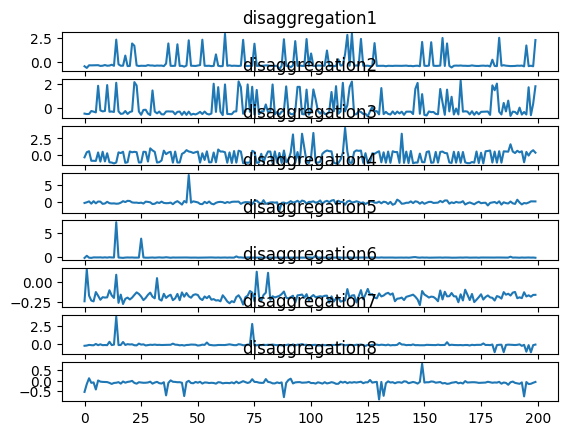 disaggregation1
2.5
0.0
disaggregation2
2
0
disaggregation3
2.5
0.0
disaggregation4
5
0
disaggregation5
5
0
disaggregation6
0.00
−0.25
disaggregation7
2.5
0.0
disaggregation8
0.5
0.0
−0.5
0 25 50 75 100 125 150 175 200